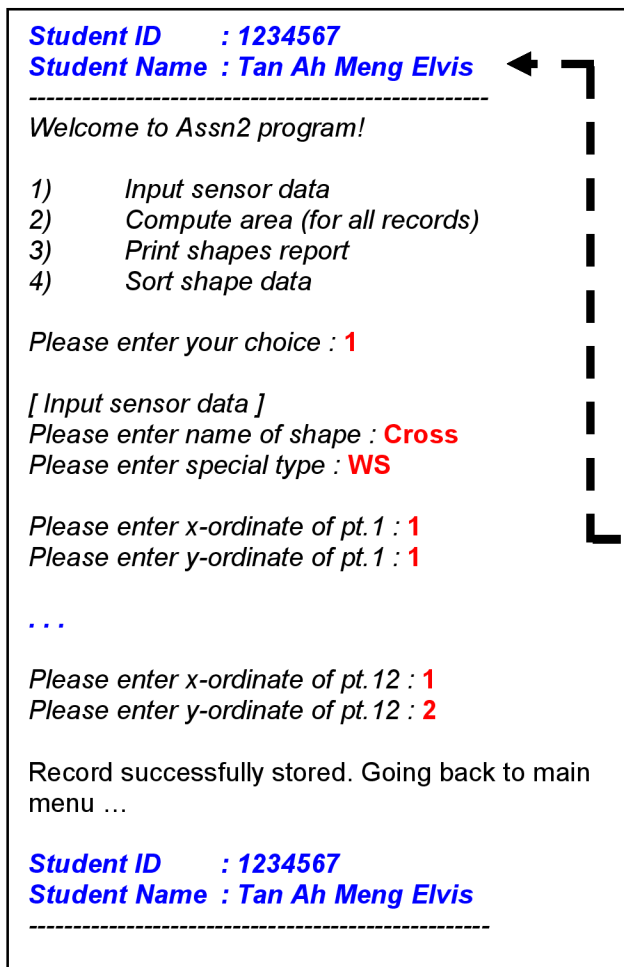 Student ID : 1234567
Student Name : Tan Ah Meng Elvis
----------------------------------------------------
Welcome to Assn2 program!
1) Input sensor data
2) Compute area (for all records)
3) Print shapes report
4) Sort shape data
Please enter your choice : 1
[ Input sensor data ]
Please enter name of shape : Cross
Please enter special type : WS
Please enter x-ordinate of pt.1 : 1
Please enter y-ordinate of pt.1 : 1
. . .
Please enter x-ordinate of pt.12 : 1
Please enter y-ordinate of pt.12 : 2
Record successfully stored. Going back to main
menu …
Student ID : 1234567
Student Name : Tan Ah Meng Elvis
----------------------------------------------------